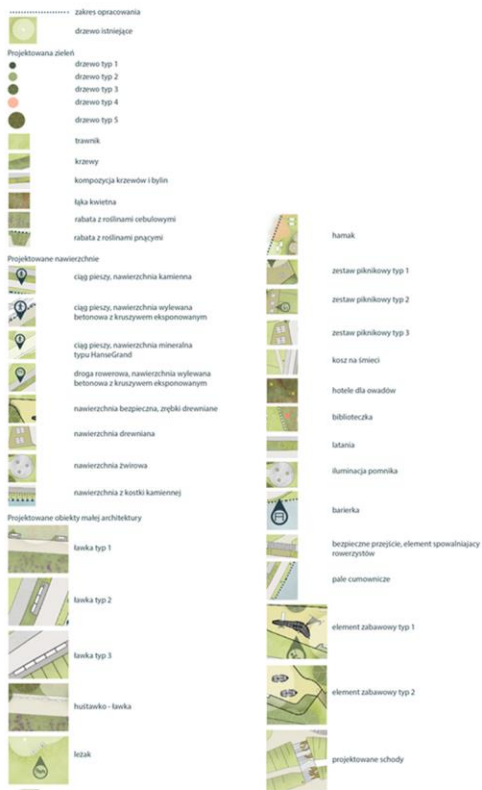 zakres opracowania
drzewo istniejące
Projektowana zieleń
drzewo typ 1
drzewo typ 2
drzewo typ 3
drzewo typ 4
drzewo typ 5
trawnik
krzewy
kompozycja krzewów i bylin
łąka kwietna
rabata z roślinami cebulowymi
rabata z roślinami pnącymi
Projektowane nawierzchnie
ciąg pieszy, nawierzchnia kamienna
ciąg pieszy, nawierzchnia wylewana
betonowa z kruszywem eksponowanym
ciąg pieszy, nawierzchnia mineralna
typu HanseGrand
droga rowerowa, nawierzchnia wylewana
betonowa z kruszywem eksponowanym
nawierzchnia bezpieczna, zrębki drewniane
nawierzchnia drewniana
nawierzchnia żwirowa
nawierzchnia z kostki kamiennej
Projektowane obiekty małej architektury
ławka typ 1
ławka typ 2
ławka typ 3
huśtawko - ławka
leżak
hamak
zestaw piknikowy typ 1
zestaw piknikowy typ 2
zestaw piknikowy typ 3
kosz na śmieci
hotele dla owadów
biblioteczka
latania
iluminacja pomnika
barierka
bezpieczne przejście, element spowalniajacy
rowerzystów
pale cumownicze
element zabawowy typ 1
element zabawowy typ 2
projektowane schody